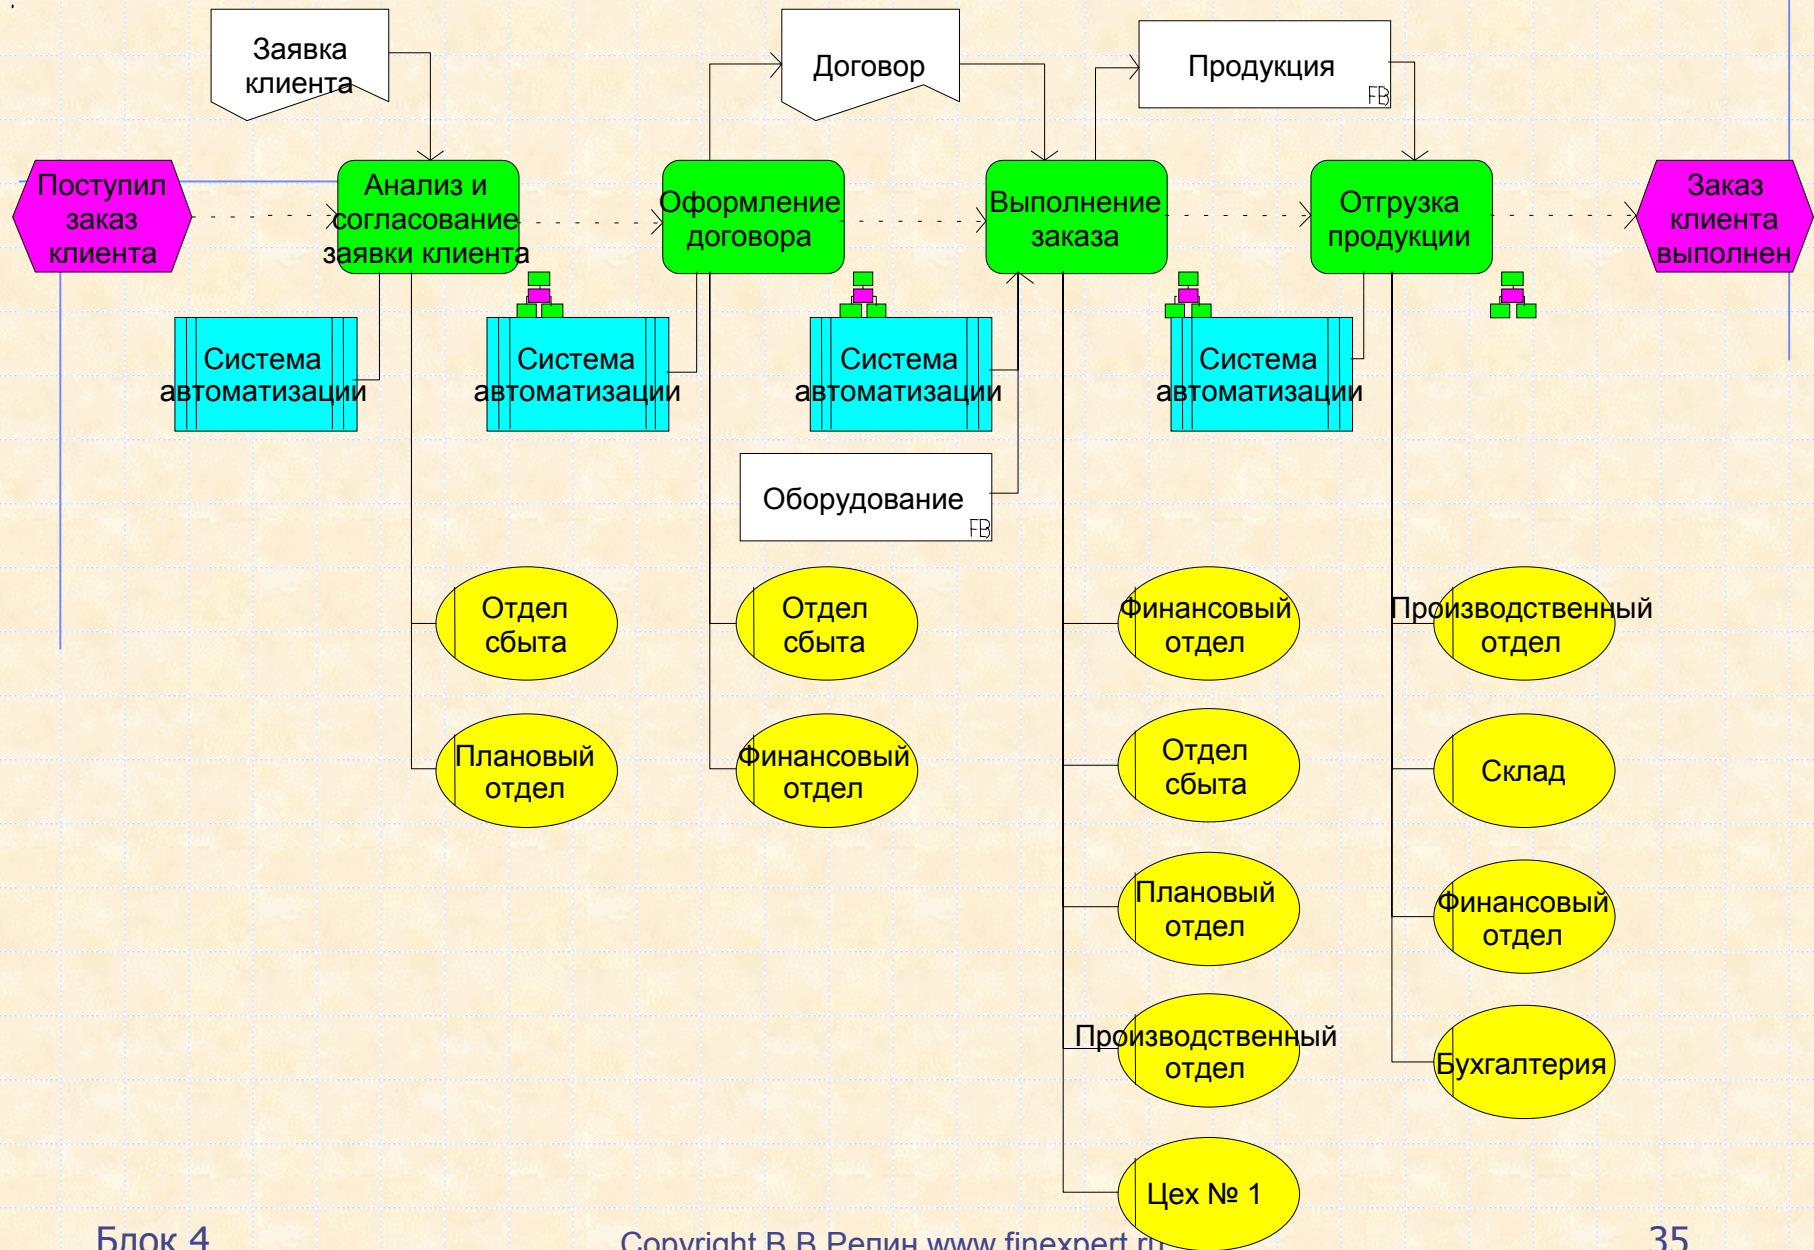 Заявка
клиента
Договор
Продукция
FB
Поступил
заказ
клиента
Анализ и
согласование
заявки клиента
Оформление
договора
Выполнение
заказа
Отгрузка
продукции
Заказ
клиента
выполнен
Система
автоматизации
Система
автоматизации
Система
автоматизации
Система
автоматизации
Оборудование
FB
Отдел
сбыта
Отдел
сбыта
Финансовый
отдел
Производственный
отдел
Плановый
отдел
Финансовый
отдел
Отдел
сбыта
Склад
Плановый
отдел
Финансовый
отдел
Производственный
отдел
Бухгалтерия
Цех № 1
Блок 4
Copyright В.В.Репин www.finexpert.ru
35